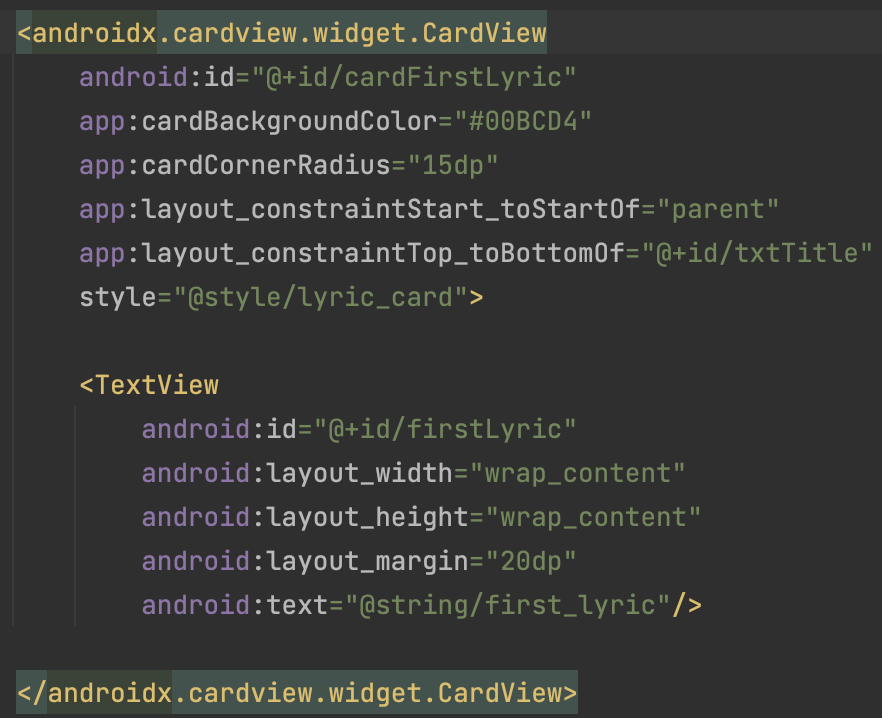 <androidx.cardview.widget.CardView
android:id="@+id/cardFirstLyric"
app:cardBackgroundColor="#00BCD4"
app:cardCornerRadius="15dp"
app:layout_constraintStart_toStartOf="parent"
app:layout_constraintTop_toBottomOf="@+id/txtTitle"
style="@style/lyric_card">
<TextView
android:id="@+id/firstLyric"
android:layout_width="wrap_content"
android:layout_height="wrap_content"
android:layout_margin="20dp"
android:text="@string/first_lyric"/>
</androidx.cardview.widget.CardView>